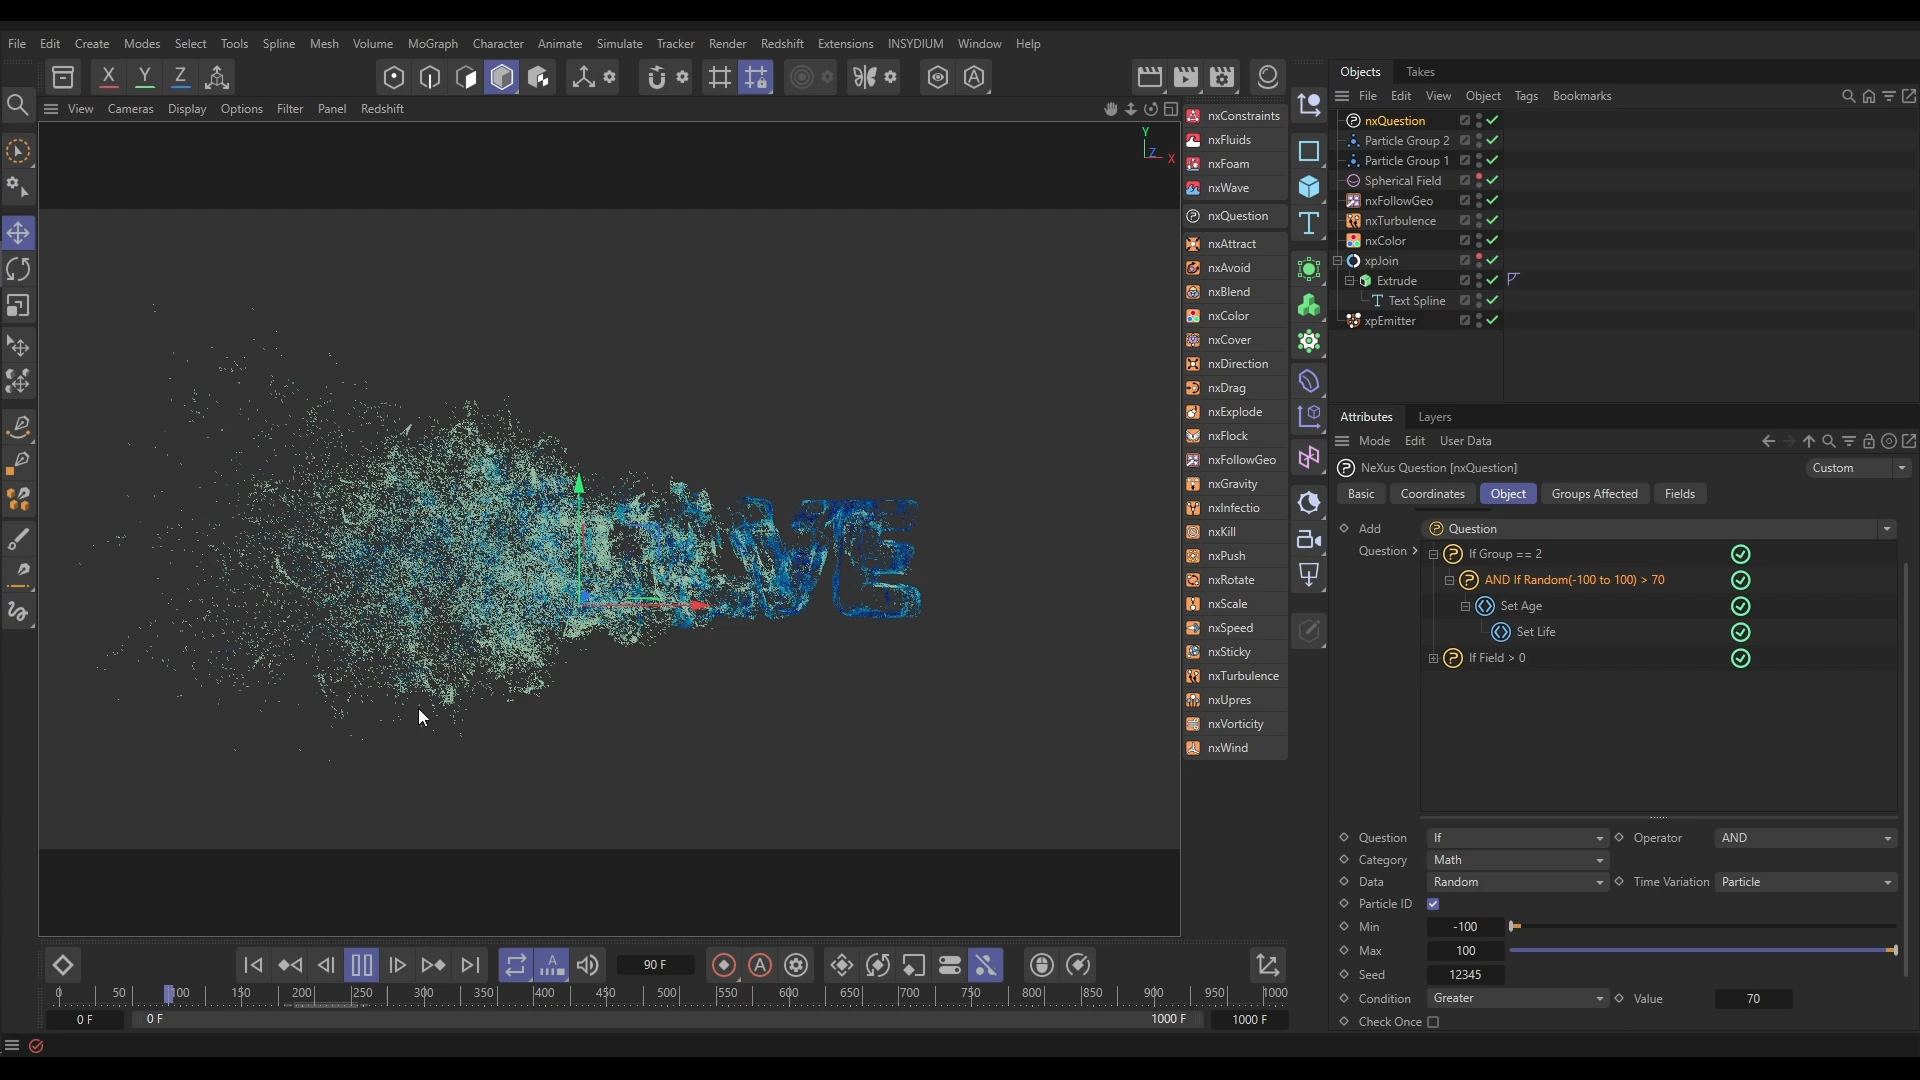 File Edit Create Modes Select Tools Spline Mesh Volume MoGraph Character Animate Simulate Tracker Render Redshift Extensions INSYDIUM Window Help
X Y Z
View Cameras Display Options Filter Panel Redshift
Y
Z X
nxConstraints
nxFluids
nxFoam
nxWave
nxQuestion
nxAttract
nxAvoid
nxBlend
nxColor
nxCover
nxDirection
nxDrag
nxExplode
nxFlock
nxFollowGeo
nxGravity
nxInfectio
nxKill
nxPush
nxRotate
nxScale
nxSpeed
nxSticky
nxTurbulence
nxUpres
nxVorticity
nxWind
Objects Takes
File Edit View Object Tags Bookmarks
nxQuestion
Particle Group 2
Particle Group 1
Spherical Field
nxFollowGeo
nxTurbulence
nxColor
xpJoin
Extrude
Text Spline
xpEmitter
Attributes Layers
Mode Edit User Data
NeXus Question [nxQuestion] Custom
Basic Coordinates Object Groups Affected Fields
Add Question
Question
If Group == 2
AND If Random(-100 to 100) > 70
Set Age
Set Life
If Field > 0
Question If Operator AND
Category Math
Data Random Time Variation Particle
Particle ID
Min -100
Max 100
Seed 12345
Condition Greater Value 70
Check Once
90 F
0 50 100 150 200 250 300 350 400 450 500 550 600 650 700 750 800 850 900 950 1000
0 F 0 F 1000 F 1000 F